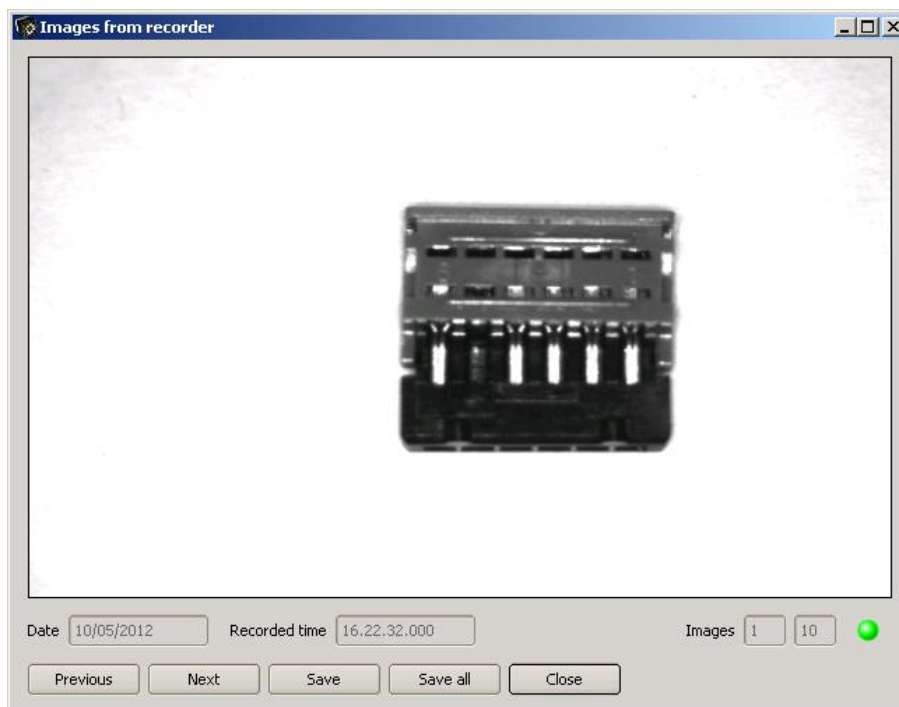 Images from recorder
Date 10/05/2012 Recorded time 16.22.32.000 Images 1 10
Previous Next Save Save all Close